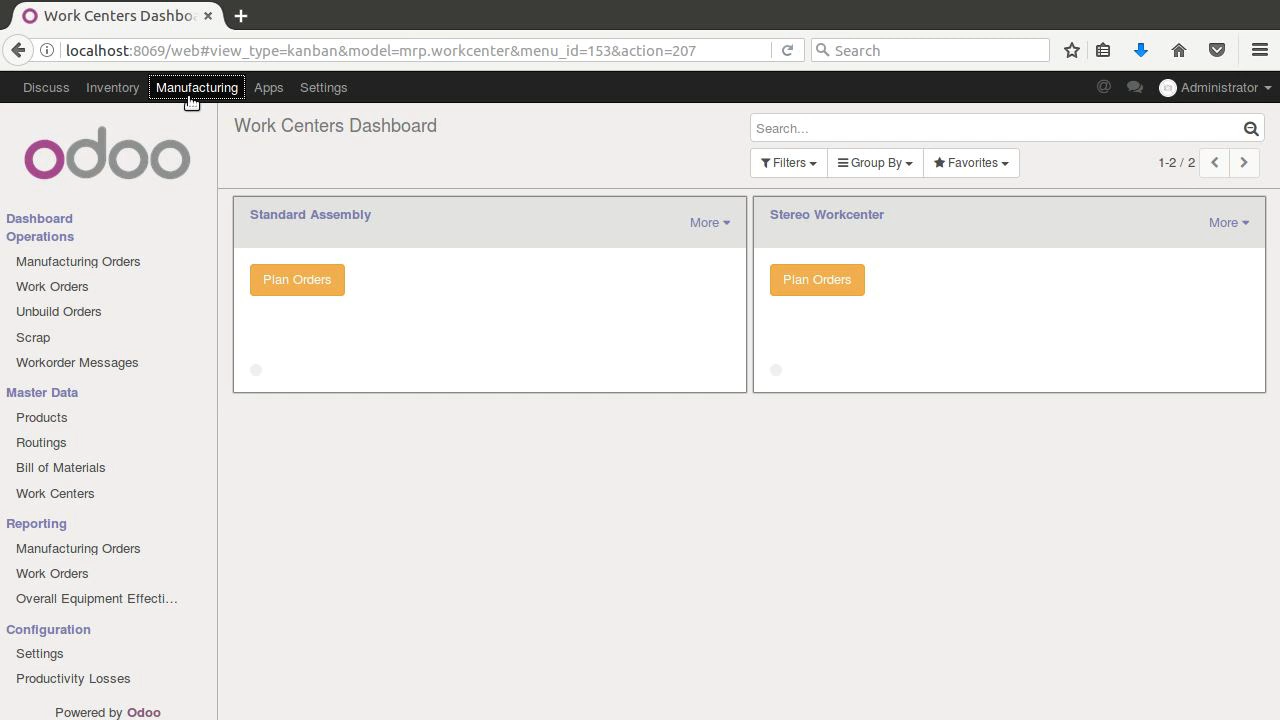 Work Centers Dashboa
localhost:8069/web#view_type=kanban&model=mrp.workcenter&menu_id=153&action=207
Search
Discuss Inventory Manufacturing Apps Settings
Administrator
odoo
Work Centers Dashboard
Search...
Filters Group By Favorites
1-2 / 2
Dashboard
Operations
Manufacturing Orders
Work Orders
Unbuild Orders
Scrap
Workorder Messages
Master Data
Products
Routings
Bill of Materials
Work Centers
Reporting
Manufacturing Orders
Work Orders
Overall Equipment Effecti...
Configuration
Settings
Productivity Losses
Powered by Odoo
Standard Assembly
More
Plan Orders
Stereo Workcenter
More
Plan Orders